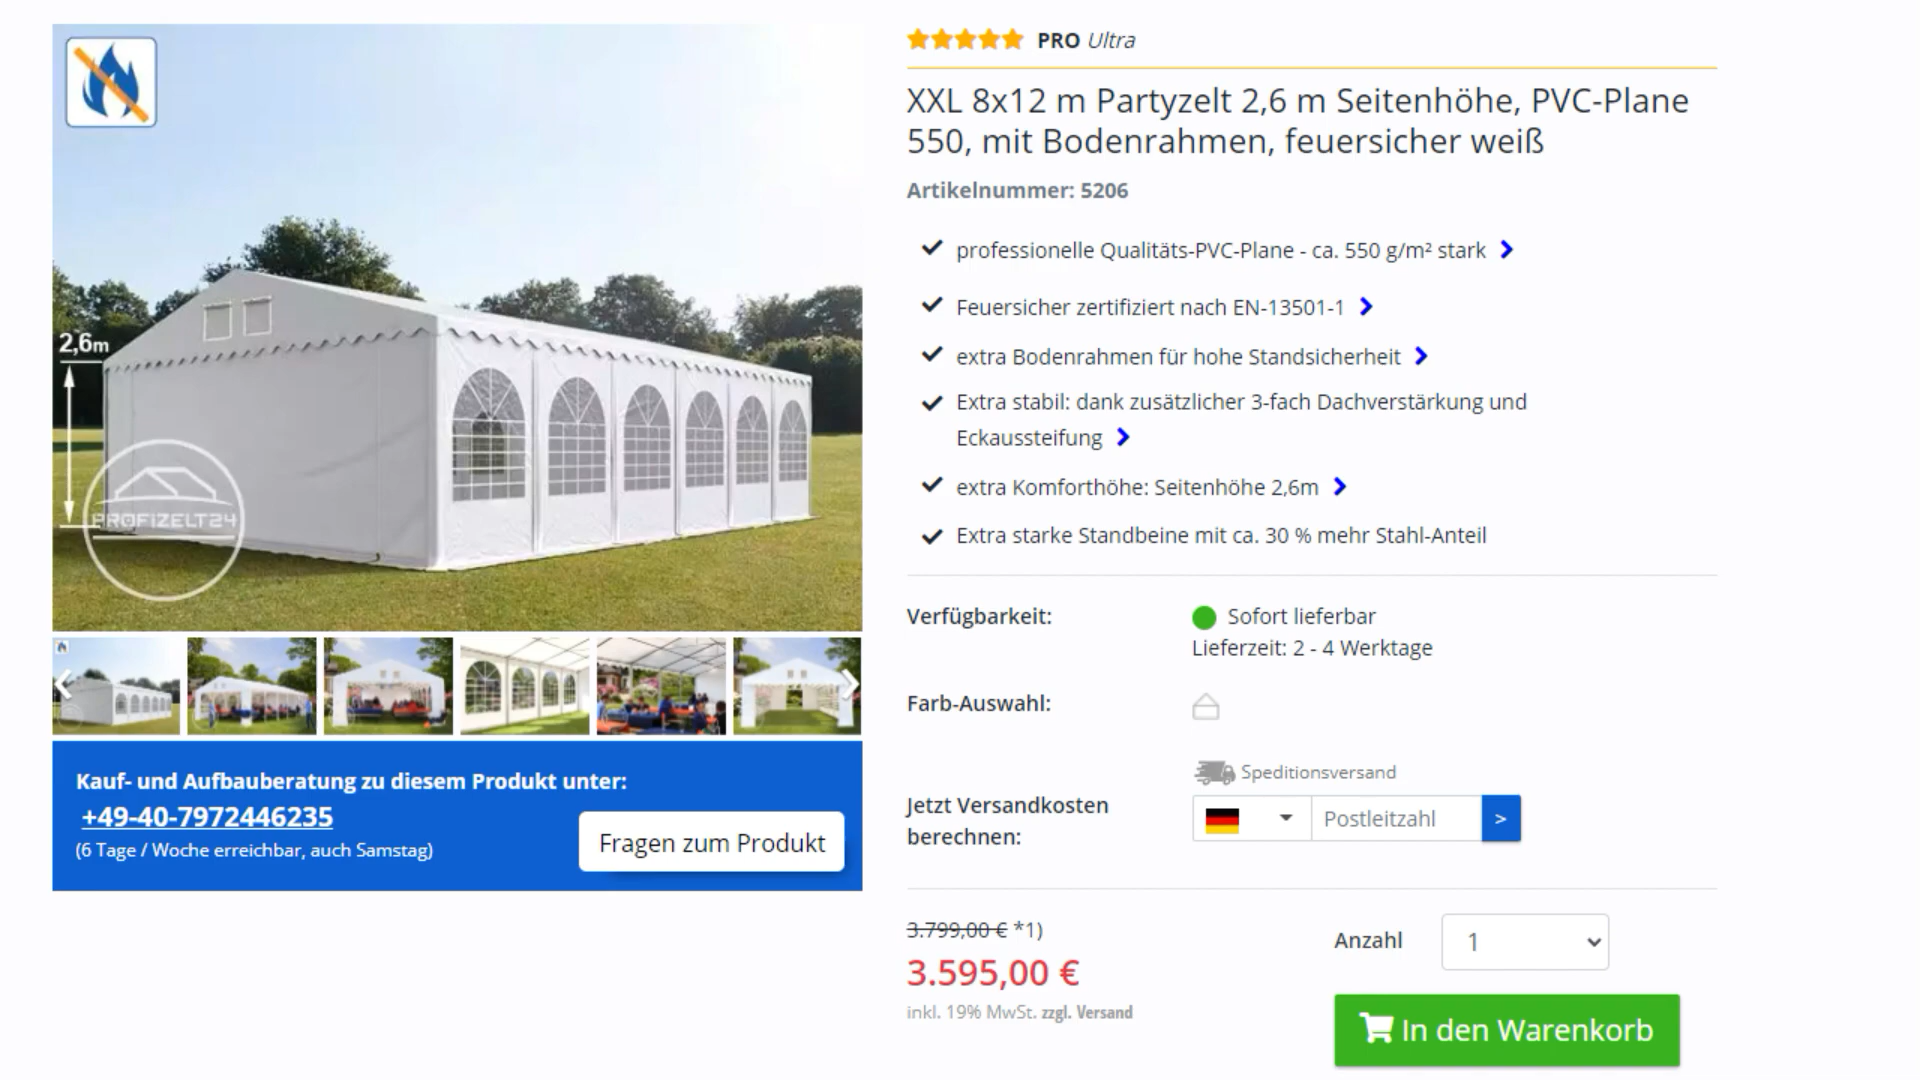 2,6m
PROFIZELT24
Kauf- und Aufbauberatung zu diesem Produkt unter:
+49-40-7972446235
(6 Tage / Woche erreichbar, auch Samstag)
Fragen zum Produkt
PRO Ultra
XXL 8x12 m Partyzelt 2,6 m Seitenhöhe, PVC-Plane
550, mit Bodenrahmen, feuersicher weiß
Artikelnummer: 5206
professionelle Qualitäts-PVC-Plane - ca. 550 g/m² stark
Feuersicher zertifiziert nach EN-13501-1
extra Bodenrahmen für hohe Standsicherheit
Extra stabil: dank zusätzlicher 3-fach Dachverstärkung und
Eckaussteifung
extra Komforthöhe: Seitenhöhe 2,6m
Extra starke Standbeine mit ca. 30 % mehr Stahl-Anteil
Verfügbarkeit:
Sofort lieferbar
Lieferzeit: 2 - 4 Werktage
Farb-Auswahl:
Speditionsversand
Jetzt Versandkosten
berechnen:
Postleitzahl
>
3.799,00 € *1)
3.595,00 €
inkl. 19% MwSt. zzgl. Versand
Anzahl
1
In den Warenkorb